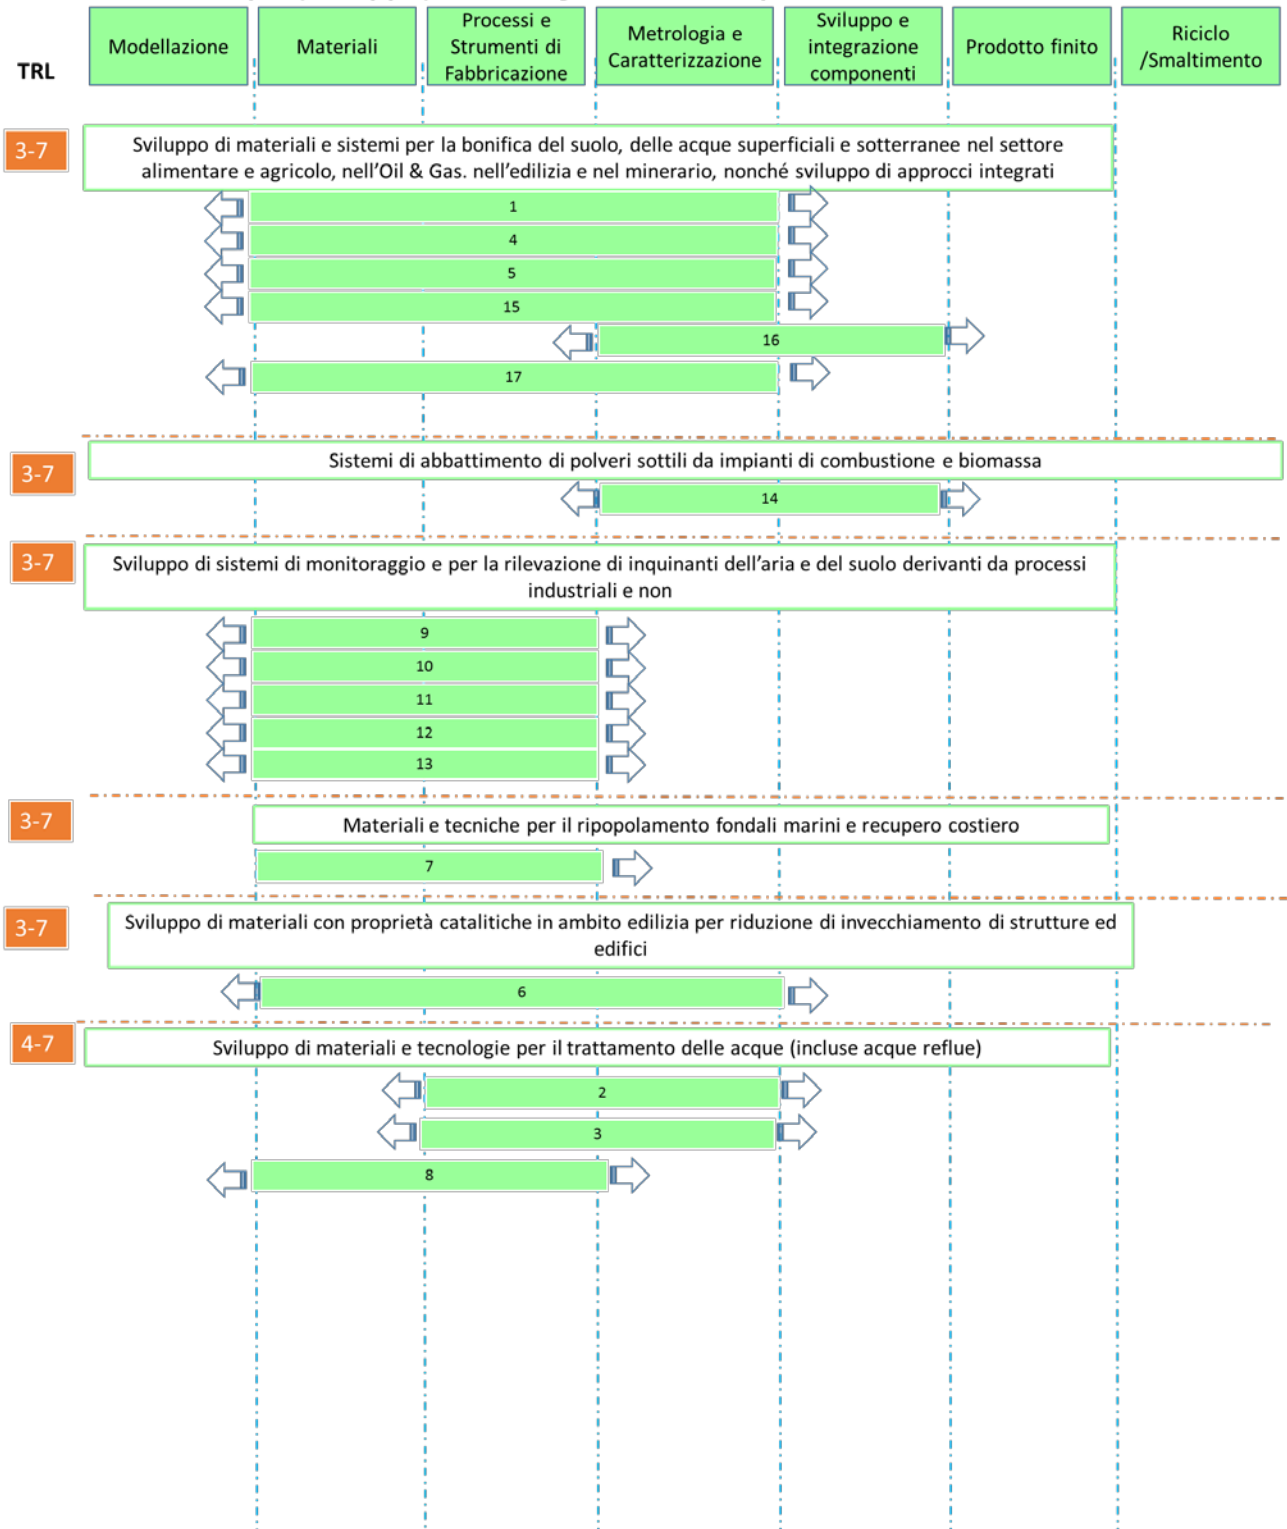 Modellazione
Materiali
Processi e
Strumenti di
Fabbricazione
Metrologia e
Caratterizzazione
Sviluppo e
integrazione
componenti
Prodotto finito
Riciclo
/Smaltimento
TRL
3-7
Sviluppo di materiali e sistemi per la bonifica del suolo, delle acque superficiali e sotterranee nel settore
alimentare e agricolo, nell'Oil & Gas. nell'edilizia e nel minerario, nonché sviluppo di approcci integrati
1
4
5
15
16
17
3-7
Sistemi di abbattimento di polveri sottili da impianti di combustione e biomassa
14
3-7
Sviluppo di sistemi di monitoraggio e per la rilevazione di inquinanti dell'aria e del suolo derivanti da processi
industriali e non
9
10
11
12
13
3-7
Materiali e tecniche per il ripopolamento fondali marini e recupero costiero
7
3-7
Sviluppo di materiali con proprietà catalitiche in ambito edilizia per riduzione di invecchiamento di strutture ed
edifici
6
4-7
Sviluppo di materiali e tecnologie per il trattamento delle acque (incluse acque reflue)
2
3
8